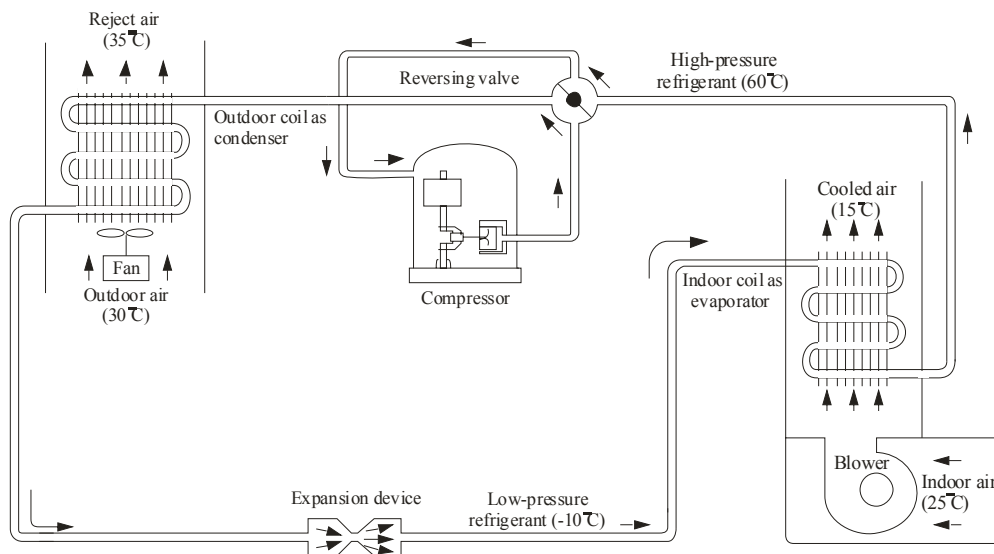 Reject air
(35°C)
Reversing valve
High-pressure
refrigerant (60°C)
Outdoor coil as
condenser
Cooled air
(15°C)
Fan
Outdoor air
(30°C)
Compressor
Indoor coil as
evaporator
Expansion device
Low-pressure
refrigerant (-10°C)
Blower
Indoor air
(25°C)